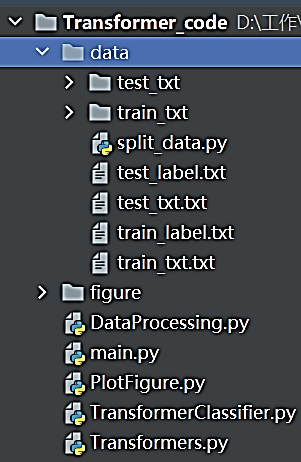 Transformer_code D:\工作\
data
test_txt
train_txt
split_data.py
test_label.txt
test_txt.txt
train_label.txt
train_txt.txt
figure
DataProcessing.py
main.py
PlotFigure.py
TransformerClassifier.py
Transformers.py